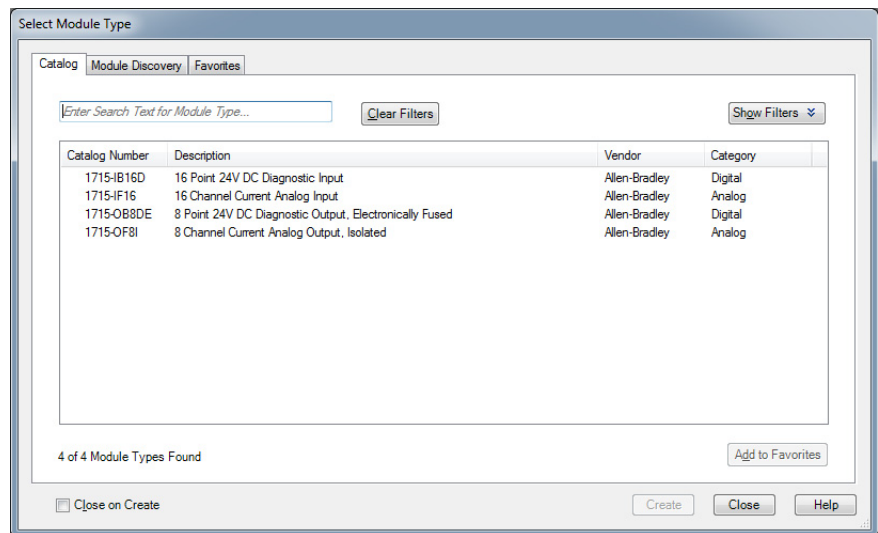 Select Module Type
Catalog Module Discovery Favorites
Enter Search Text for Module Type... Clear Filters Show Filters
Catalog Number Description Vendor Category
1715-IB16D 16 Point 24V DC Diagnostic Input Allen-Bradley Digital
1715-IF16 16 Channel Current Analog Input Allen-Bradley Analog
1715-OB8DE 8 Point 24V DC Diagnostic Output, Electronically Fused Allen-Bradley Digital
1715-OF8I 8 Channel Current Analog Output, Isolated Allen-Bradley Analog
4 of 4 Module Types Found Add to Favorites
Close on Create Create Close Help